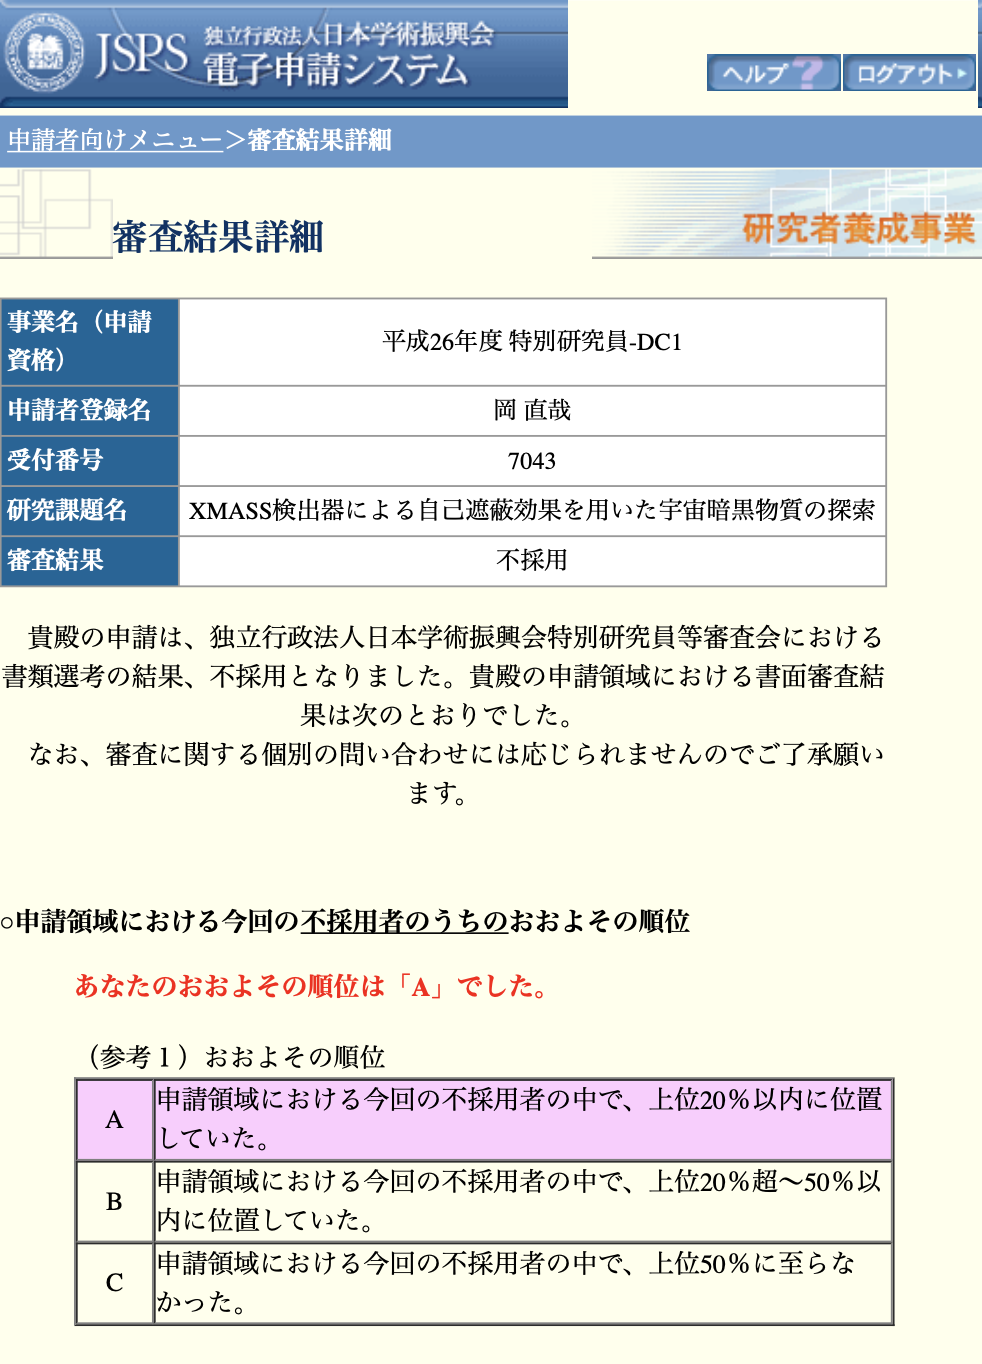 JSPS 独立行政法人日本学術振興会
電子申請システム
ヘルプ? ログアウト
申請者向けメニュー＞審査結果詳細
審査結果詳細
研究者養成事業
事業名（申請
資格）
平成26年度 特別研究員-DC1
申請者登録名 岡 直哉
受付番号 7043
研究課題名 XMASS検出器による自己遮蔽効果を用いた宇宙暗黒物質の探索
審査結果 不採用
貴殿の申請は、独立行政法人日本学術振興会特別研究員等審査会における
書類選考の結果、不採用となりました。貴殿の申請領域における書面審査結
果は次のとおりでした。
なお、審査に関する個別の問い合わせには応じられませんのでご了承願い
ます。
○申請領域における今回の不採用者のうちのおおよその順位
あなたのおおよその順位は「A」でした。
（参考１）おおよその順位
A
申請領域における今回の不採用者の中で、上位20％以内に位置
していた。
B
申請領域における今回の不採用者の中で、上位20％超～50％以
内に位置していた。
C
申請領域における今回の不採用者の中で、上位50％に至らな
かった。